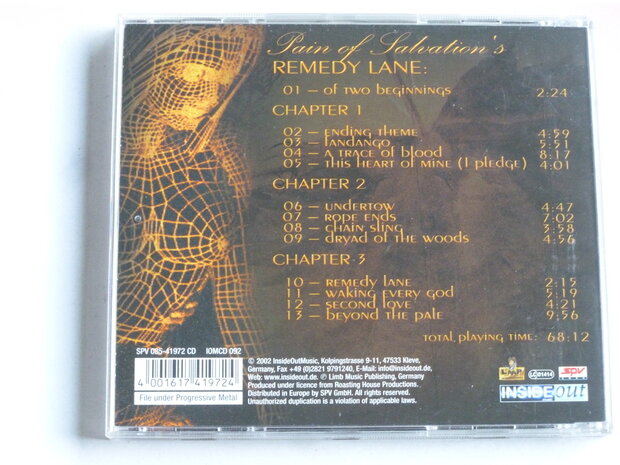 Pain of Salvation's
REMEDY LANE:
01 – of two beginnings 2:24
CHAPTER 1
02 – ending theme 4:59
03 – fandango 5:51
04 – a trace of blood 8:17
05 – this heart of mine (I pledge) 4:01
CHAPTER 2
06 – undertow 4:47
07 – rope ends 7:02
08 – chain sling 3:58
09 – dryad of the woods 4:56
CHAPTER 3
10 – remedy lane 2:15
11 – waking every god 5:19
12 – second love 4:21
13 – beyond the pale 9:56
total playing time: 68:12
SPV 085-41972 CD IOMCD 092
4 001617 419724
File under Progressive Metal
© 2002 InsideOutMusic, Kolpingstrasse 9-11, 47533 Kleve,
Germany, Fax +49 (0)2821 9791240, E-Mail: info@insideout.de,
Web: www.insideout.de. ℗ Limb Music Publishing, Germany
Produced under licence from Roasting House Productions.
Distributed in Europe by SPV GmbH. All rights reserved.
Unauthorized duplication is a violation of applicable laws.
LMP
LC 01414
SPV
INSIDE out